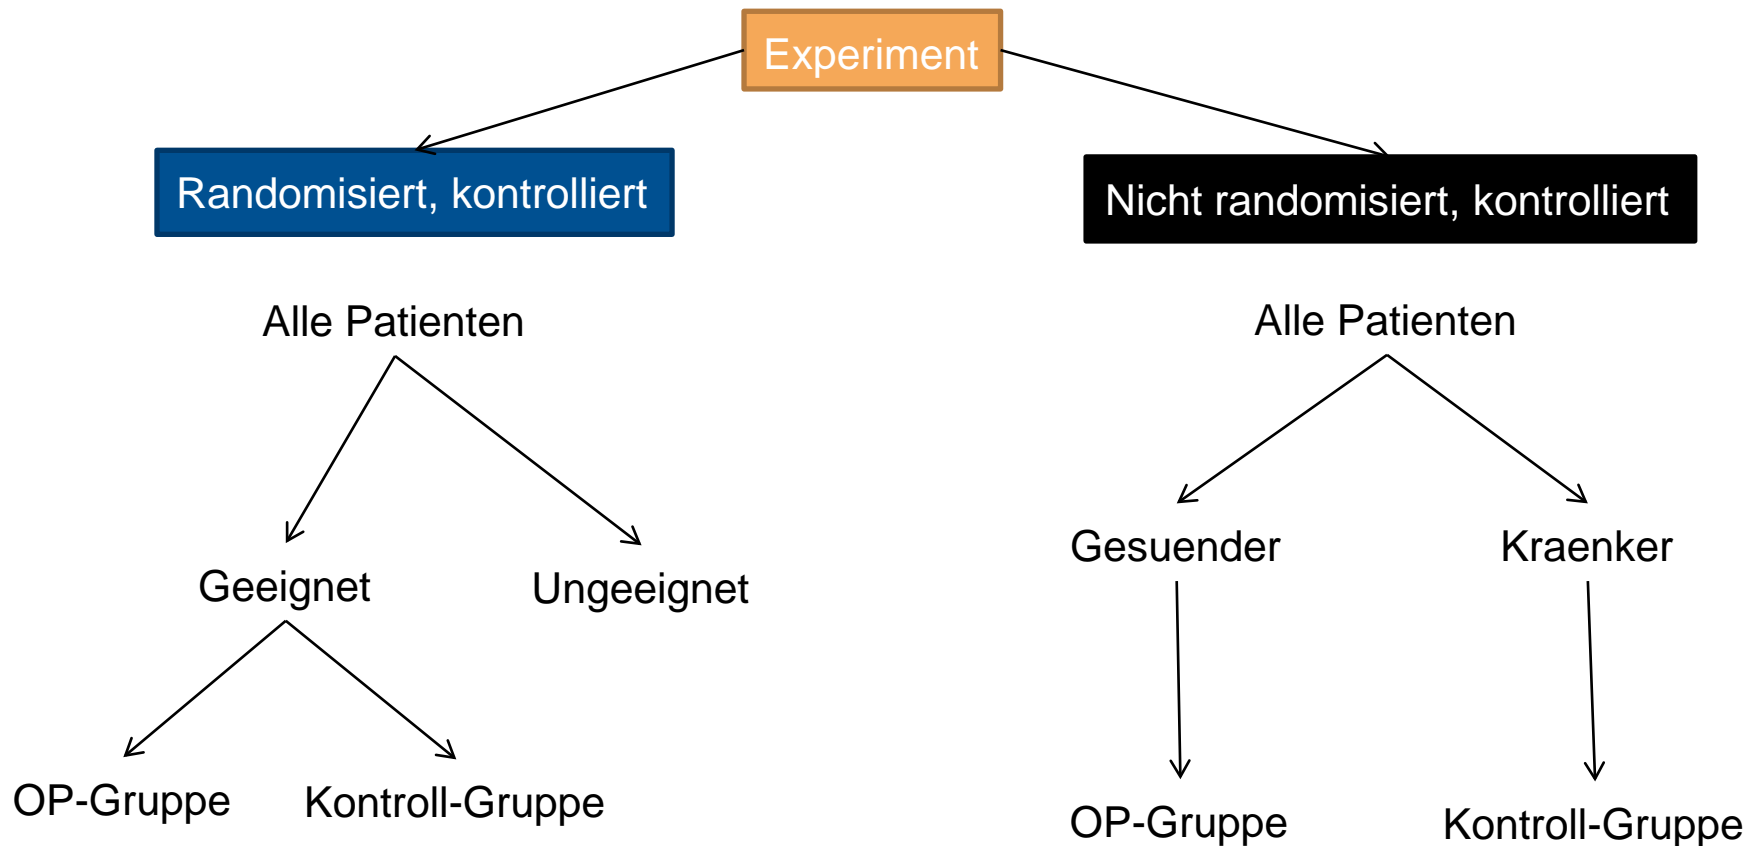 Experiment
Randomisiert, kontrolliert
Nicht randomisiert, kontrolliert
Alle Patienten
Alle Patienten
Gesuender
Kraenker
Geeignet
Ungeeignet
OP-Gruppe
Kontroll-Gruppe
OP-Gruppe
Kontroll-Gruppe